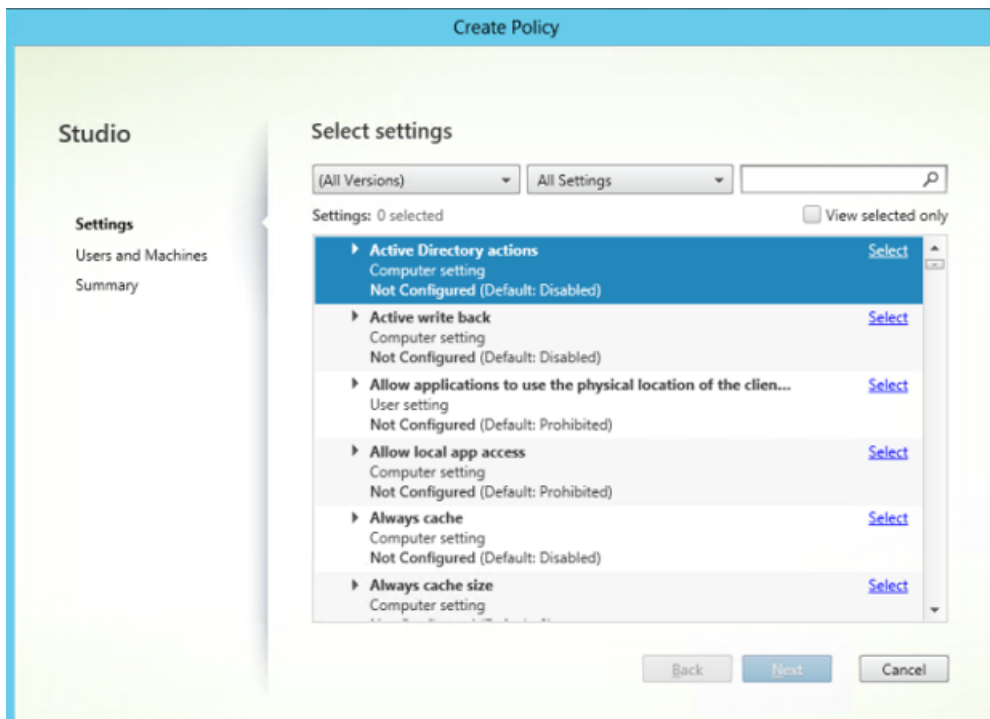 Create Policy
Studio
Settings
Users and Machines
Summary
Select settings
(All Versions) All Settings
Settings: 0 selected View selected only
Active Directory actions Select
Computer setting
Not Configured (Default: Disabled)
Active write back Select
Computer setting
Not Configured (Default: Disabled)
Allow applications to use the physical location of the clien... Select
User setting
Not Configured (Default: Prohibited)
Allow local app access Select
Computer setting
Not Configured (Default: Prohibited)
Always cache Select
Computer setting
Not Configured (Default: Disabled)
Always cache size Select
Computer setting
Back Next Cancel